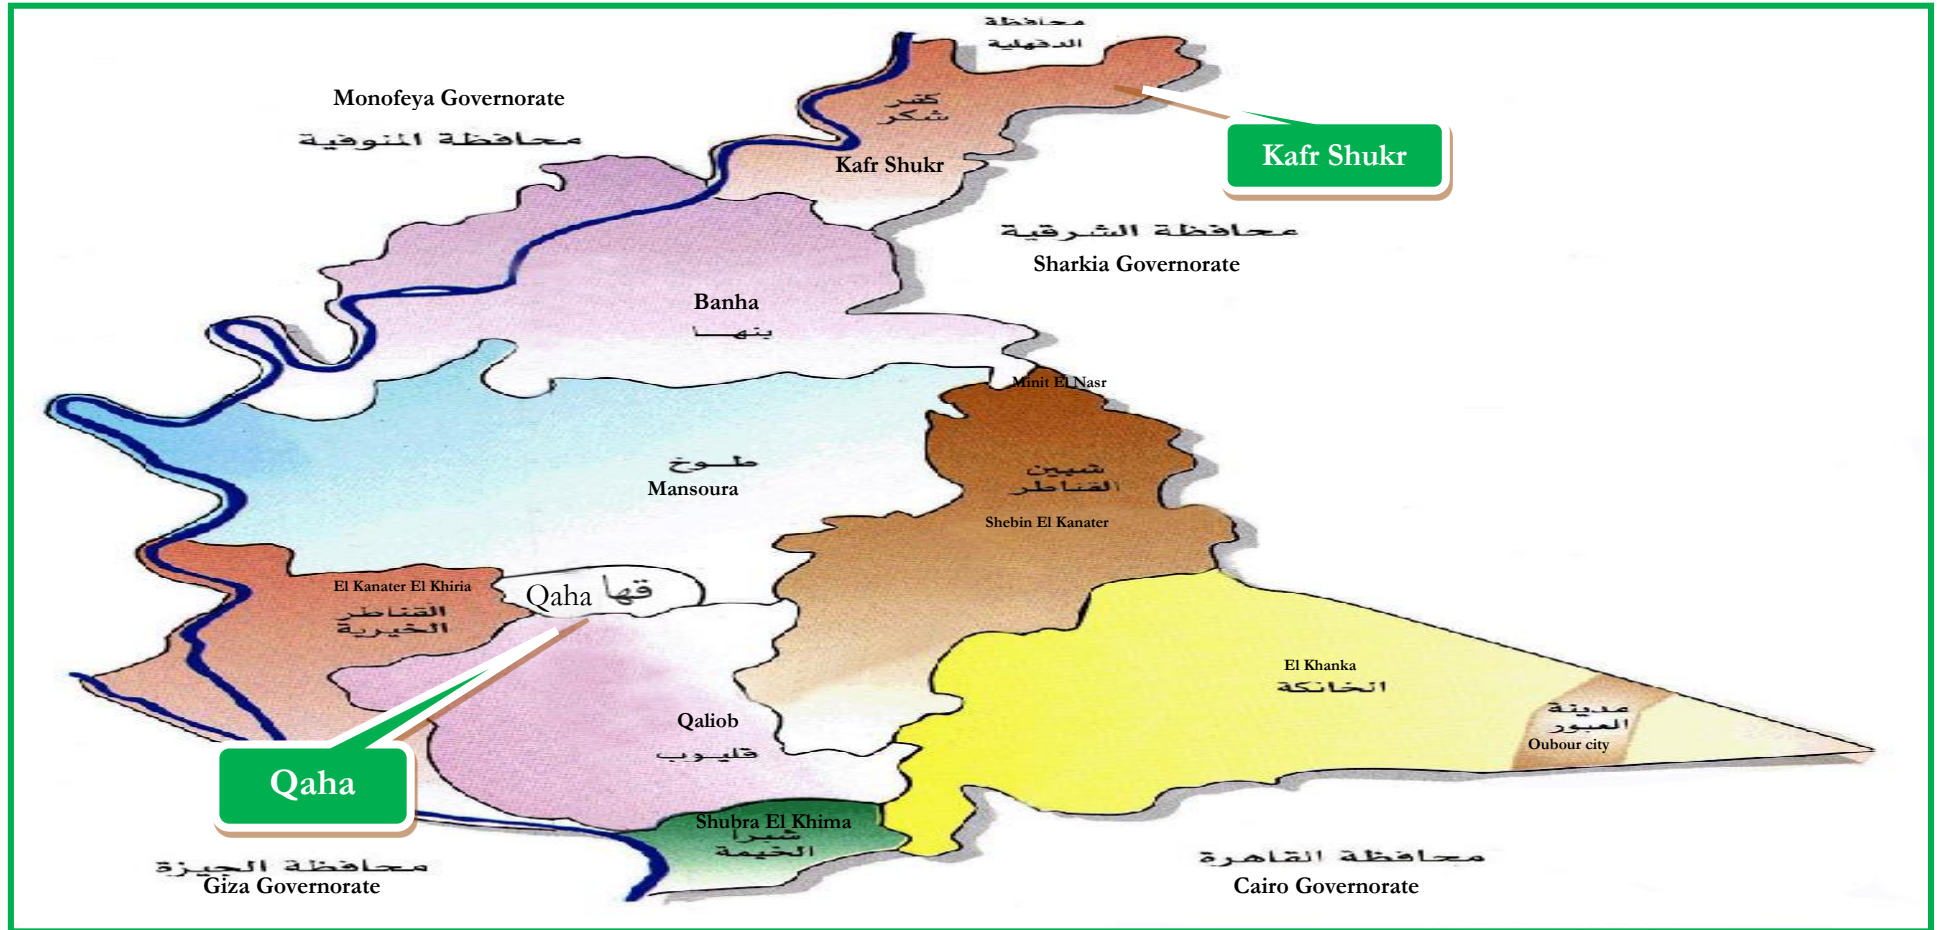 محافظة
الدقهلية
Monofeya Governorate
محافظة المنوفية
كفر
شكر
Kafr Shukr
Kafr Shukr
محافظة الشرقية
Sharkia Governorate
Banha
بنها
Minit El Nasr
طوخ
Mansoura
شبين
القناطر
Shebin El Kanater
El Kanater El Khiria
القناطر
الخيرية
Qaha قها
El Khanka
الخانكة
مدينة
العبور
Oubour city
Qaliob
قليوب
Qaha
Shubra El Khima
شبرا
الخيمة
محافظة الجيزة
Giza Governorate
محافظة القاهرة
Cairo Governorate